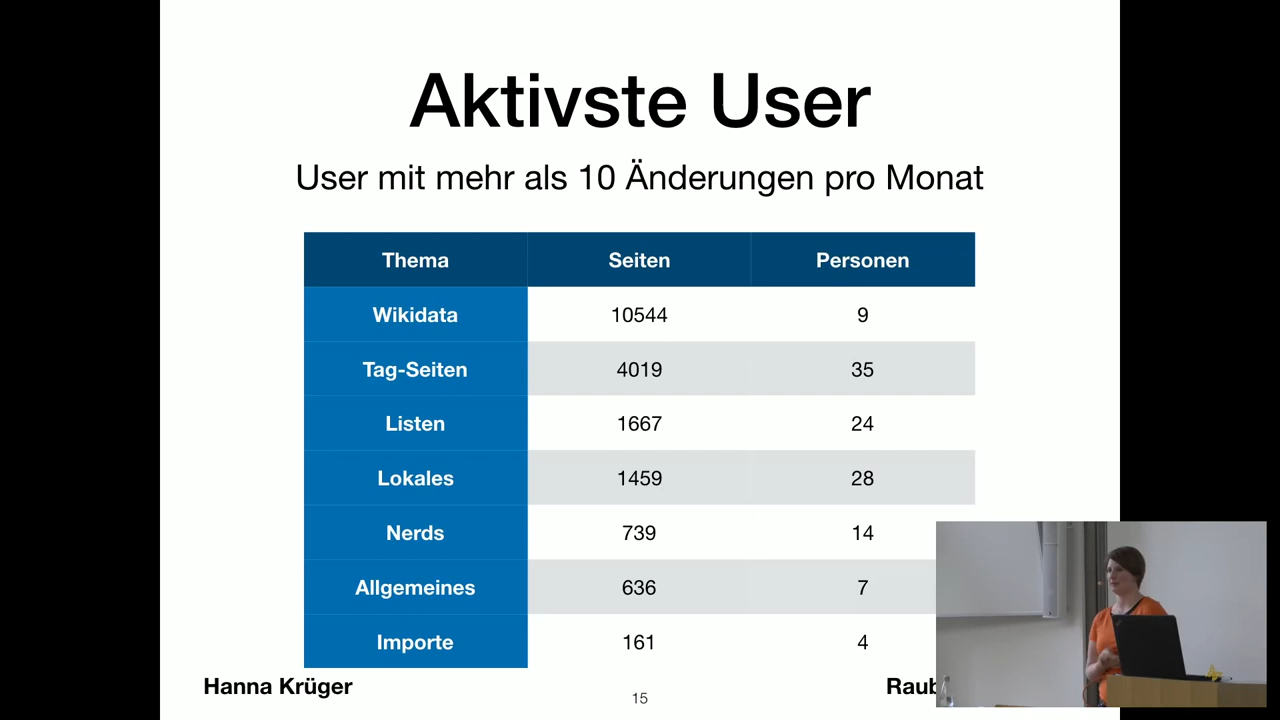 Aktivste User
User mit mehr als 10 Änderungen pro Monat
Thema Seiten Personen
Wikidata 10544 9
Tag-Seiten 4019 35
Listen 1667 24
Lokales 1459 28
Nerds 739 14
Allgemeines 636 7
Importe 161 4
Hanna Krüger
15